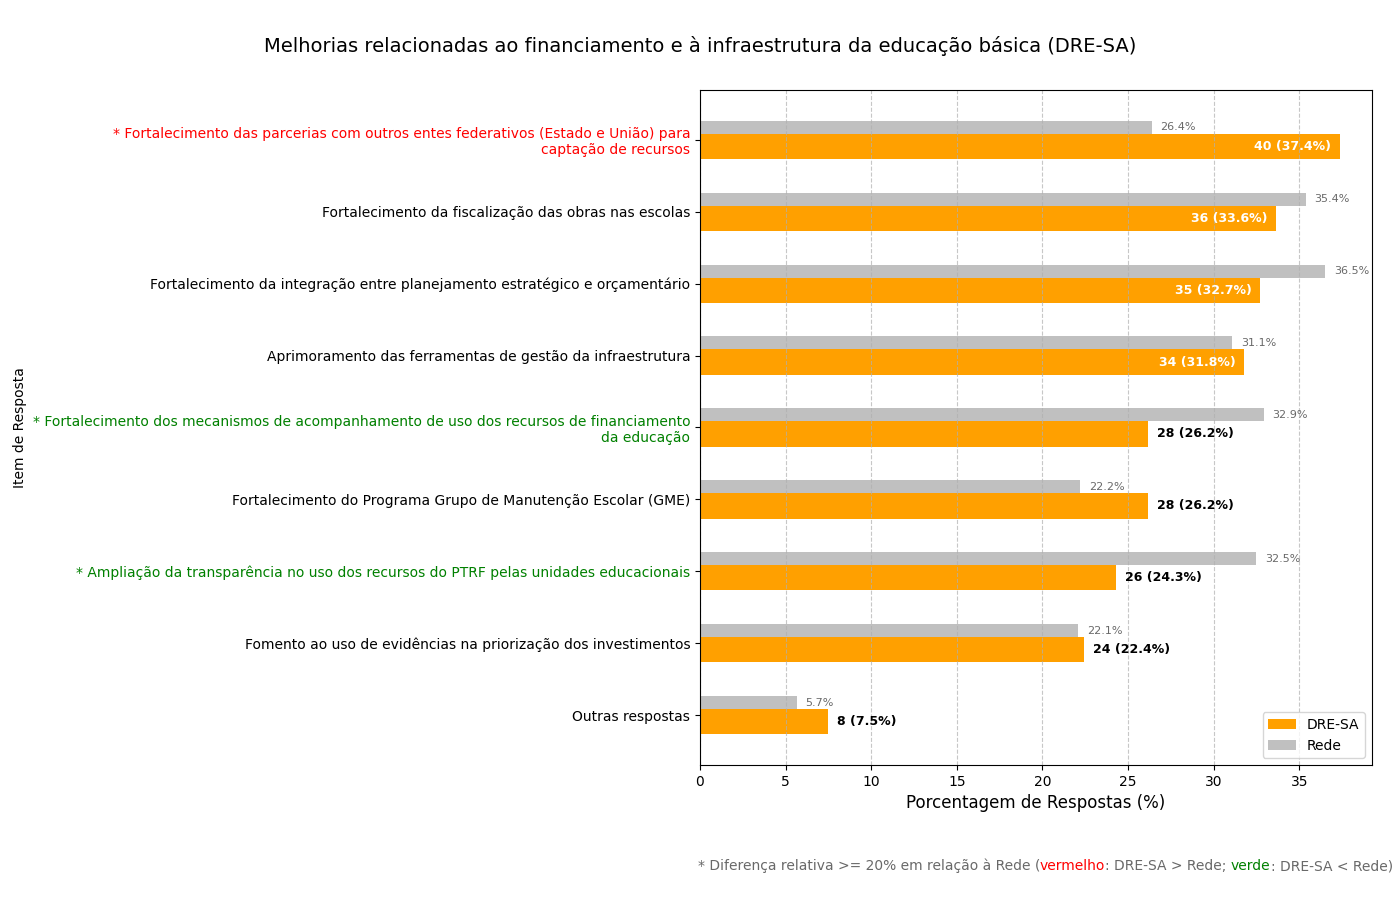 Melhorias relacionadas ao financiamento e à infraestrutura da educação básica (DRE-SA)
* Fortalecimento das parcerias com outros entes federativos (Estado e União) para
captação de recursos
26.4%
40 (37.4%)
Fortalecimento da fiscalização das obras nas escolas
35.4%
36 (33.6%)
Fortalecimento da integração entre planejamento estratégico e orçamentário
36.5%
35 (32.7%)
Aprimoramento das ferramentas de gestão da infraestrutura
31.1%
34 (31.8%)
Item de Resposta
* Fortalecimento dos mecanismos de acompanhamento de uso dos recursos de financiamento
da educação
32.9%
28 (26.2%)
Fortalecimento do Programa Grupo de Manutenção Escolar (GME)
22.2%
28 (26.2%)
* Ampliação da transparência no uso dos recursos do PTRF pelas unidades educacionais
32.5%
26 (24.3%)
Fomento ao uso de evidências na priorização dos investimentos
22.1%
24 (22.4%)
Outras respostas
5.7%
8 (7.5%)
DRE-SA
Rede
0 5 10 15 20 25 30 35
Porcentagem de Respostas (%)
* Diferença relativa >= 20% em relação à Rede (vermelho: DRE-SA > Rede; verde: DRE-SA < Rede)